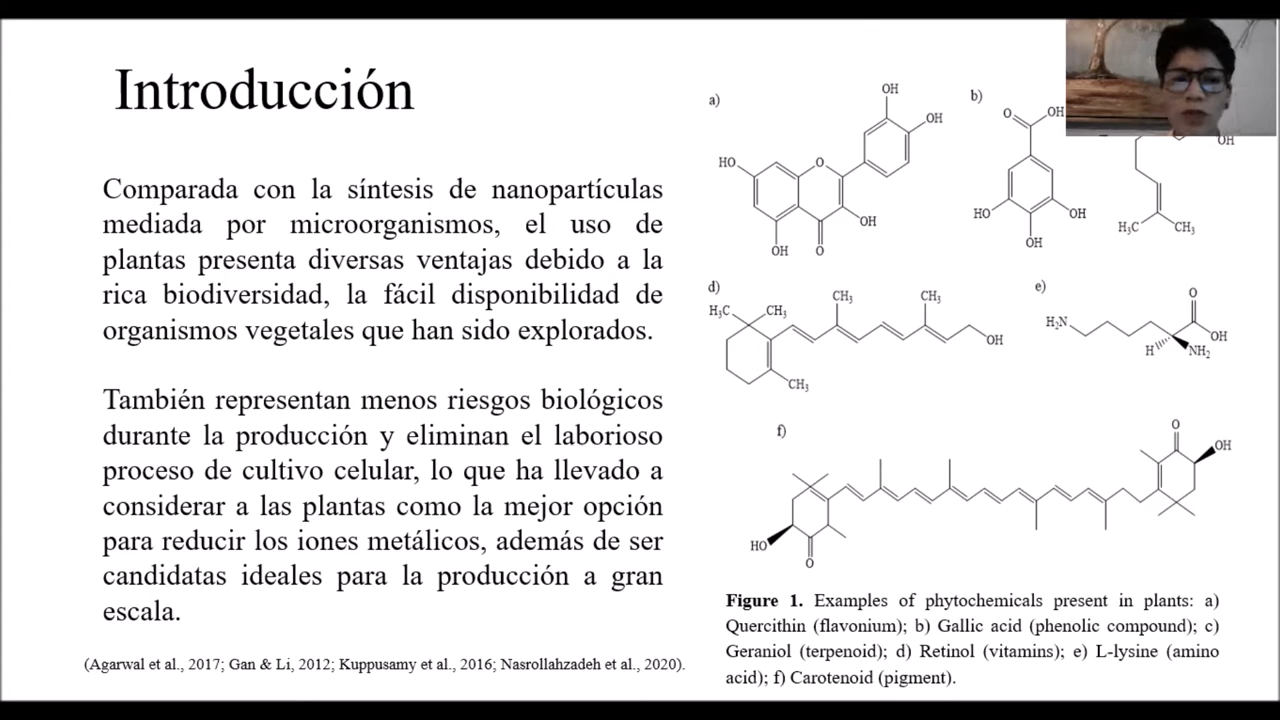 Introducción
Comparada con la síntesis de nanopartículas
mediada por microorganismos, el uso de
plantas presenta diversas ventajas debido a la
rica biodiversidad, la fácil disponibilidad de
organismos vegetales que han sido explorados.
También representan menos riesgos biológicos
durante la producción y eliminan el laborioso
proceso de cultivo celular, lo que ha llevado a
considerar a las plantas como la mejor opción
para reducir los iones metálicos, además de ser
candidatas ideales para la producción a gran
escala.
(Agarwal et al., 2017; Gan & Li, 2012; Kuppusamy et al., 2016; Nasrollahzadeh et al., 2020).
a)
OH
OH
HO
O
OH
OH
O
b)
O
OH
HO
OH
OH
OH
H₃C
CH₃
d)
H₃C
CH₃
CH₃
CH₃
OH
CH₃
e)
H₂N
O
OH
H
NH₂
f)
O
OH
HO
O
Figure 1. Examples of phytochemicals present in plants: a)
Quercithin (flavonium); b) Gallic acid (phenolic compound); c)
Geraniol (terpenoid); d) Retinol (vitamins); e) L-lysine (amino
acid); f) Carotenoid (pigment).